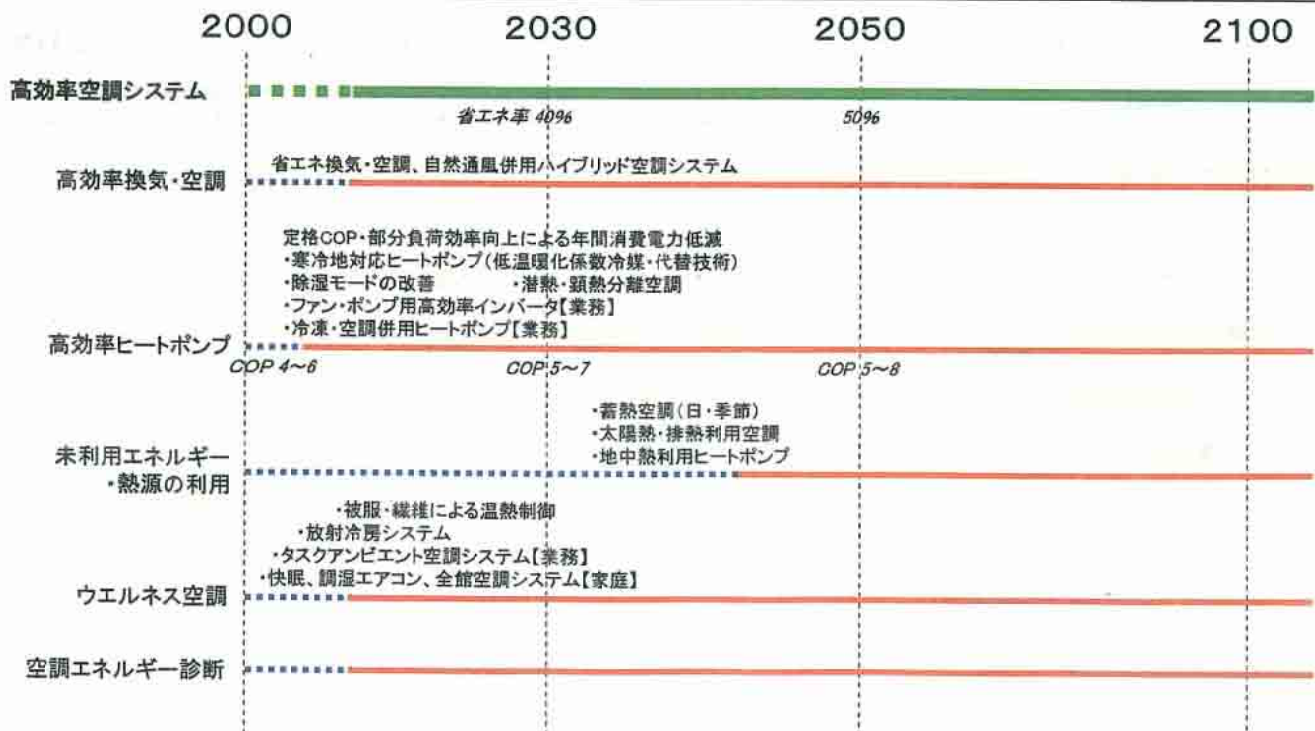 2000 2030 2050 2100
高効率空調システム
省エネ率 40% 50%
省エネ換気・空調、自然通風併用ハイブリッド空調システム
高効率換気・空調
定格COP・部分負荷効率向上による年間消費電力低減
・寒冷地対応ヒートポンプ(低温暖化係数冷媒・代替技術)
・除湿モードの改善 ・潜熱・顕熱分離空調
・ファン・ポンプ用高効率インバータ【業務】
・冷凍・空調併用ヒートポンプ【業務】
高効率ヒートポンプ
COP 4~6 COP 5~7 COP 5~8
・蓄熱空調(日・季節)
・太陽熱・排熱利用空調
・地中熱利用ヒートポンプ
未利用エネルギー
・熱源の利用
・被服・繊維による温熱制御
・放射冷房システム
・タスクアンビエント空調システム【業務】
・快眠、調湿エアコン、全館空調システム【家庭】
ウエルネス空調
空調エネルギー診断